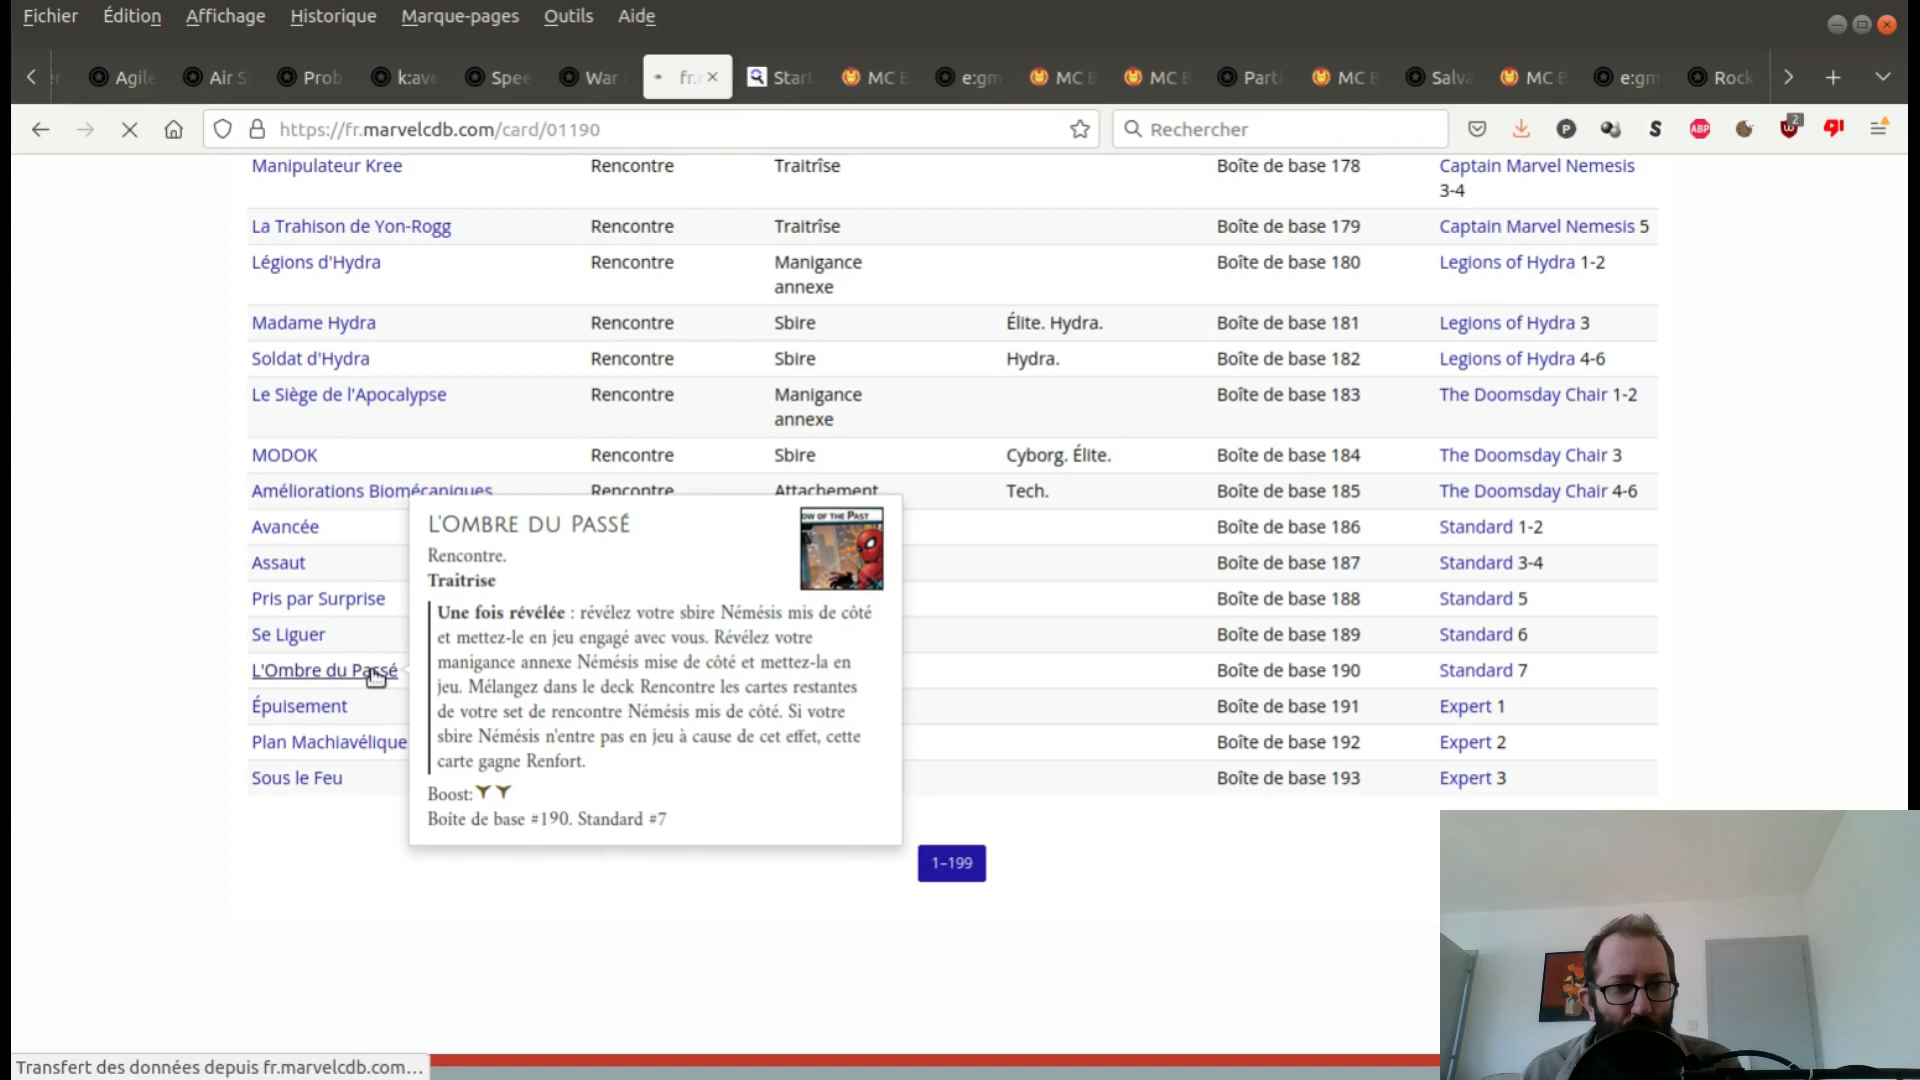 Fichier Édition Affichage Historique Marque-pages Outils Aide
Agile Air S Prob k:ave Spee War fr:r Start MC E e:gm MC E MC E Parti MC E Salva MC E e:gm Rock
https://fr.marvelcdb.com/card/01190 Rechercher 2
Manipulateur Kree Rencontre Traitrîse Boîte de base 178 Captain Marvel Nemesis
3-4
La Trahison de Yon-Rogg Rencontre Traitrîse Boîte de base 179 Captain Marvel Nemesis 5
Légions d'Hydra Rencontre Manigance Boîte de base 180 Legions of Hydra 1-2
annexe
Madame Hydra Rencontre Sbire Élite. Hydra. Boîte de base 181 Legions of Hydra 3
Soldat d'Hydra Rencontre Sbire Hydra. Boîte de base 182 Legions of Hydra 4-6
Le Siège de l'Apocalypse Rencontre Manigance Boîte de base 183 The Doomsday Chair 1-2
annexe
MODOK Rencontre Sbire Cyborg. Élite. Boîte de base 184 The Doomsday Chair 3
Améliorations Biomécaniques Rencontre Attachement Tech. Boîte de base 185 The Doomsday Chair 4-6
Avancée Boîte de base 186 Standard 1-2
Assaut Boîte de base 187 Standard 3-4
Pris par Surprise Boîte de base 188 Standard 5
Se Liguer Boîte de base 189 Standard 6
L'Ombre du Passé Boîte de base 190 Standard 7
Épuisement Boîte de base 191 Expert 1
Plan Machiavélique Boîte de base 192 Expert 2
Sous le Feu Boîte de base 193 Expert 3
L'Ombre du Passé
OW OF THE PAST
Rencontre.
Traitrise
Une fois révélée : révélez votre sbire Némésis mis de côté
et mettez-le en jeu engagé avec vous. Révélez votre
manigance annexe Némésis mise de côté et mettez-la en
jeu. Mélangez dans le deck Rencontre les cartes restantes
de votre set de rencontre Némésis mis de côté. Si votre
sbire Némésis n'entre pas en jeu à cause de cet effet, cette
carte gagne Renfort.
Boost:
Boîte de base #190. Standard #7
1–199
Transfert des données depuis fr.marvelcdb.com…